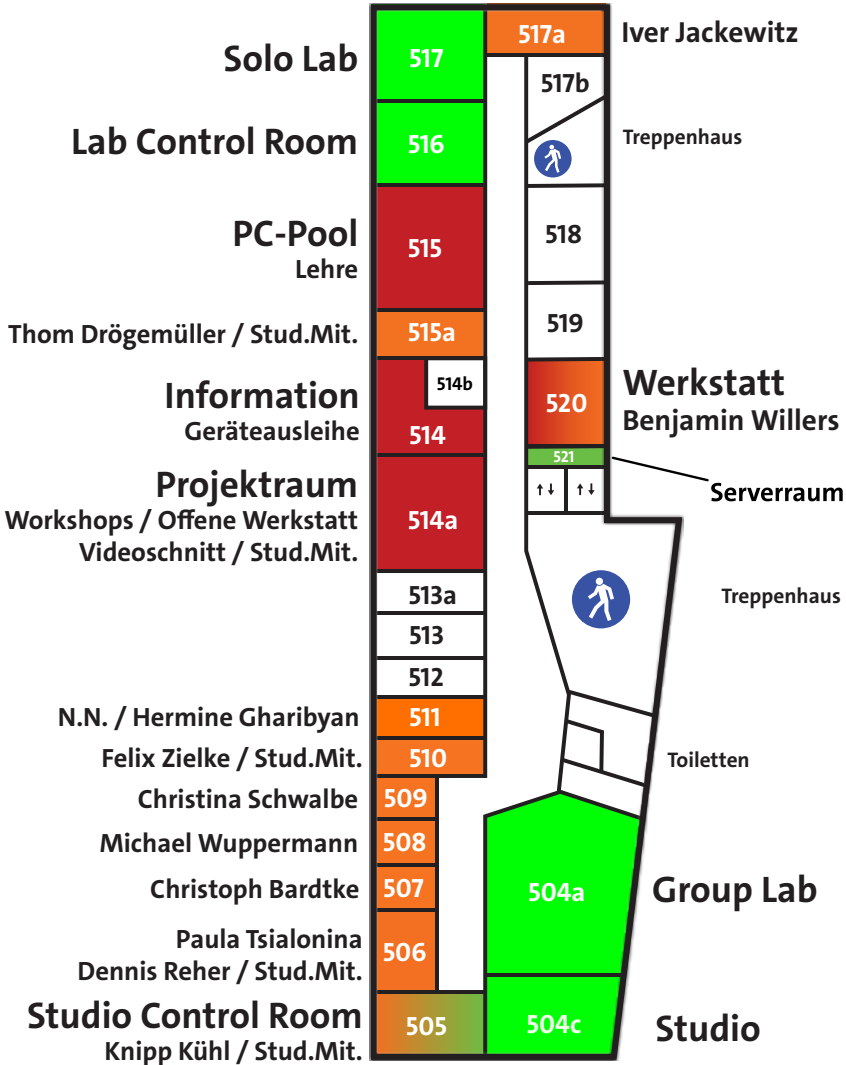 Solo Lab
517
517a
Iver Jackewitz
517b
Lab Control Room
516
Treppenhaus
PC-Pool
Lehre
515
518
Thom Drögemüller / Stud.Mit.
515a
519
Information
Geräteausleihe
514b
514
520
Werkstatt
Benjamin Willers
521
Serverraum
Projektraum
Workshops / Offene Werkstatt
Videoschnitt / Stud.Mit.
514a
↑↓
↑↓
513a
Treppenhaus
513
512
N.N. / Hermine Gharibyan
511
Felix Zielke / Stud.Mit.
510
Toiletten
Christina Schwalbe
509
Michael Wuppermann
508
Christoph Bardtke
507
504a
Group Lab
Paula Tsialonina
Dennis Reher / Stud.Mit.
506
Studio Control Room
Knipp Kühl / Stud.Mit.
505
504c
Studio